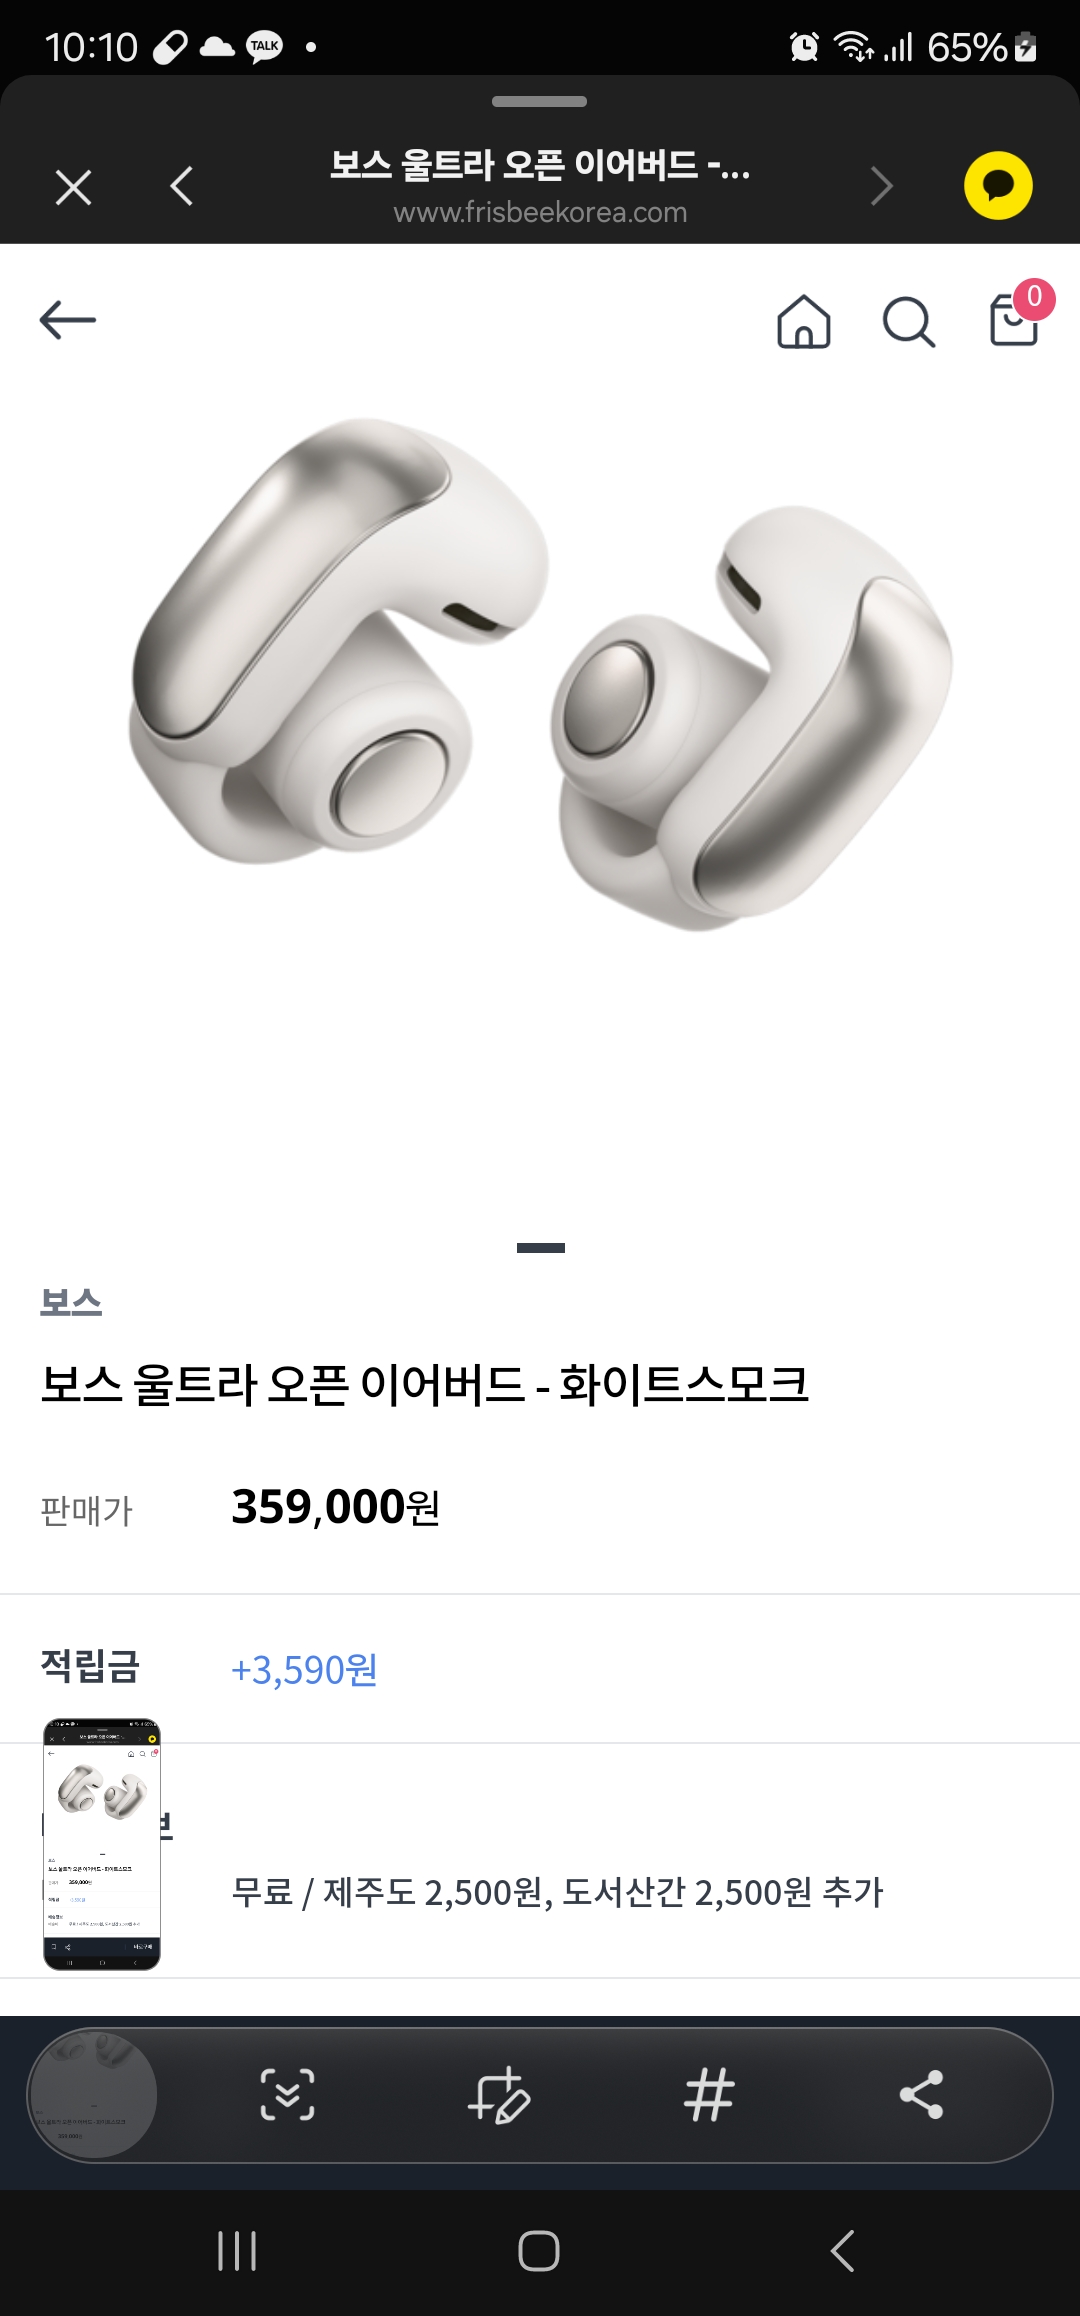 10:10 TALK 65%
보스 울트라 오픈 이어버드 -...
www.frisbeekorea.com
0
보스
보스 울트라 오픈 이어버드 - 화이트스모크
판매가 359,000원
적립금 +3,590원
무료 / 제주도 2,500원, 도서산간 2,500원 추가